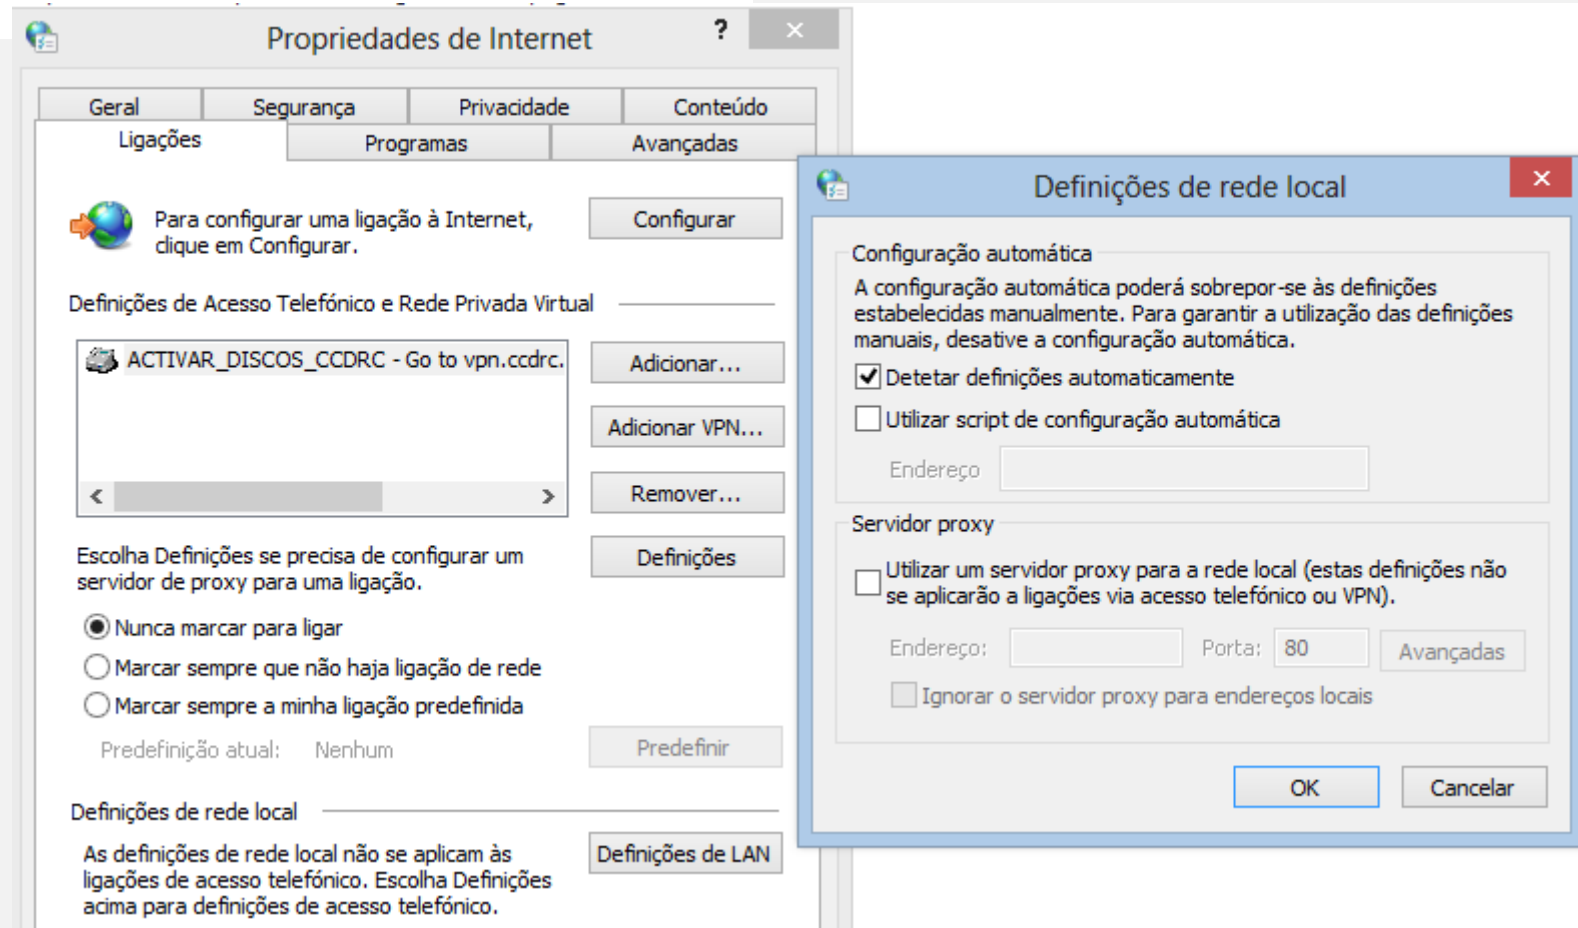 Propriedades de Internet
?
Geral
Segurança
Privacidade
Conteúdo
Ligações
Programas
Avançadas
Para configurar uma ligação à Internet,
clique em Configurar.
Configurar
Definições de Acesso Telefónico e Rede Privada Virtual
ACTIVAR_DISCOS_CCDRC - Go to vpn.ccdrc.
Adicionar...
Adicionar VPN...
Remover...
Escolha Definições se precisa de configurar um
servidor de proxy para uma ligação.
Definições
Nunca marcar para ligar
Marcar sempre que não haja ligação de rede
Marcar sempre a minha ligação predefinida
Predefinição atual: Nenhum
Predefinir
Definições de rede local
As definições de rede local não se aplicam às
ligações de acesso telefónico. Escolha Definições
acima para definições de acesso telefónico.
Definições de LAN
Definições de rede local
Configuração automática
A configuração automática poderá sobrepor-se às definições
estabelecidas manualmente. Para garantir a utilização das definições
manuais, desative a configuração automática.
Detetar definições automaticamente
Utilizar script de configuração automática
Endereço
Servidor proxy
Utilizar um servidor proxy para a rede local (estas definições não
se aplicarão a ligações via acesso telefónico ou VPN).
Endereço:
Porta: 80
Avançadas
Ignorar o servidor proxy para endereços locais
OK
Cancelar